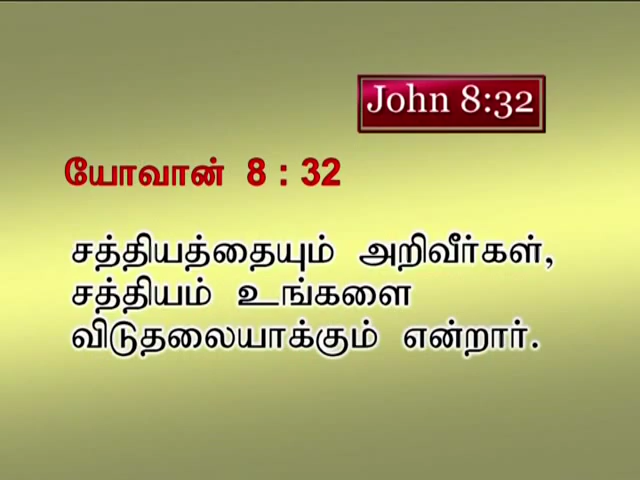 John 8:32
யோவான் 8 : 32
சத்தியத்தையும் அறிவீர்கள்,
சத்தியம் உங்களை
விடுதலையாக்கும் என்றார்.